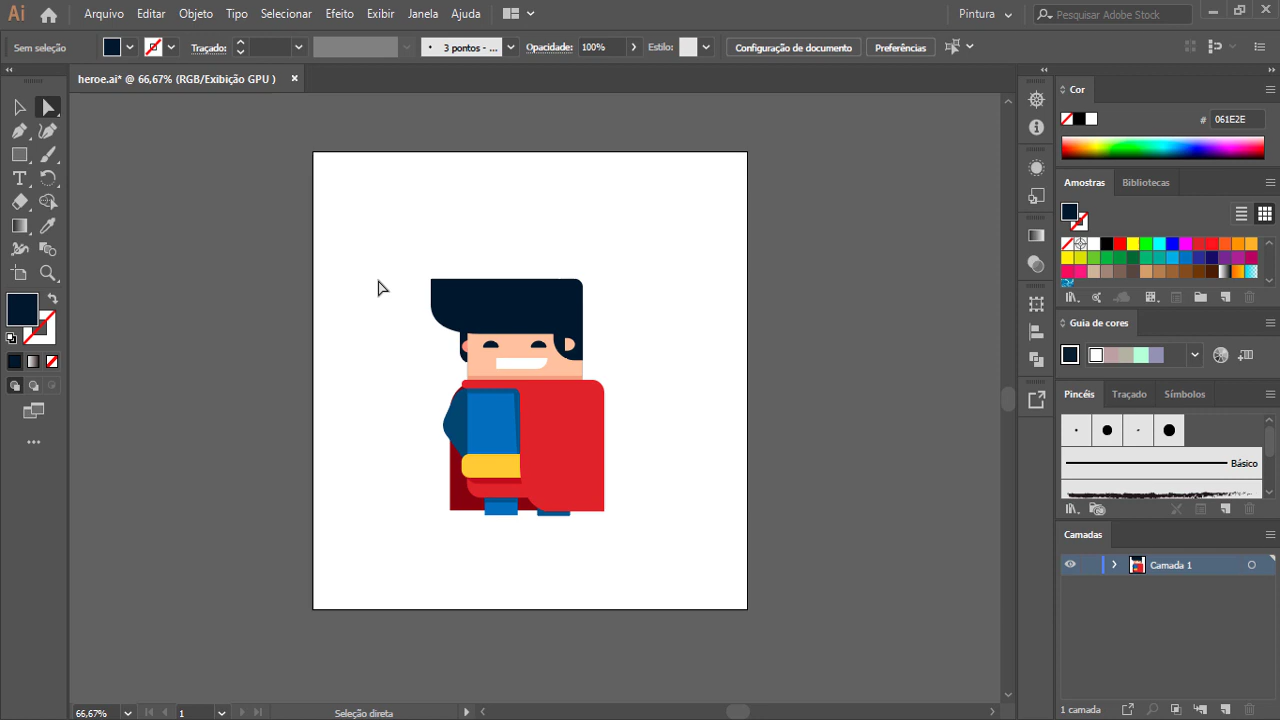 Ai
Arquivo Editar Objeto Tipo Selecionar Efeito Exibir Janela Ajuda
Pintura
Pesquisar Adobe Stock
Sem seleção
Traçado:
3 pontos - ...
Opacidade:
100%
Estilo:
Configuração de documento
Preferências
heroe.ai* @ 66,67% (RGB/Exibição GPU ) ×
Cor
# 061E2E
Amostras Bibliotecas
Guia de cores
Pincéis Traçado Símbolos
Básico
Camadas
Camada 1
1 camada
66,67%
1
Seleção direta